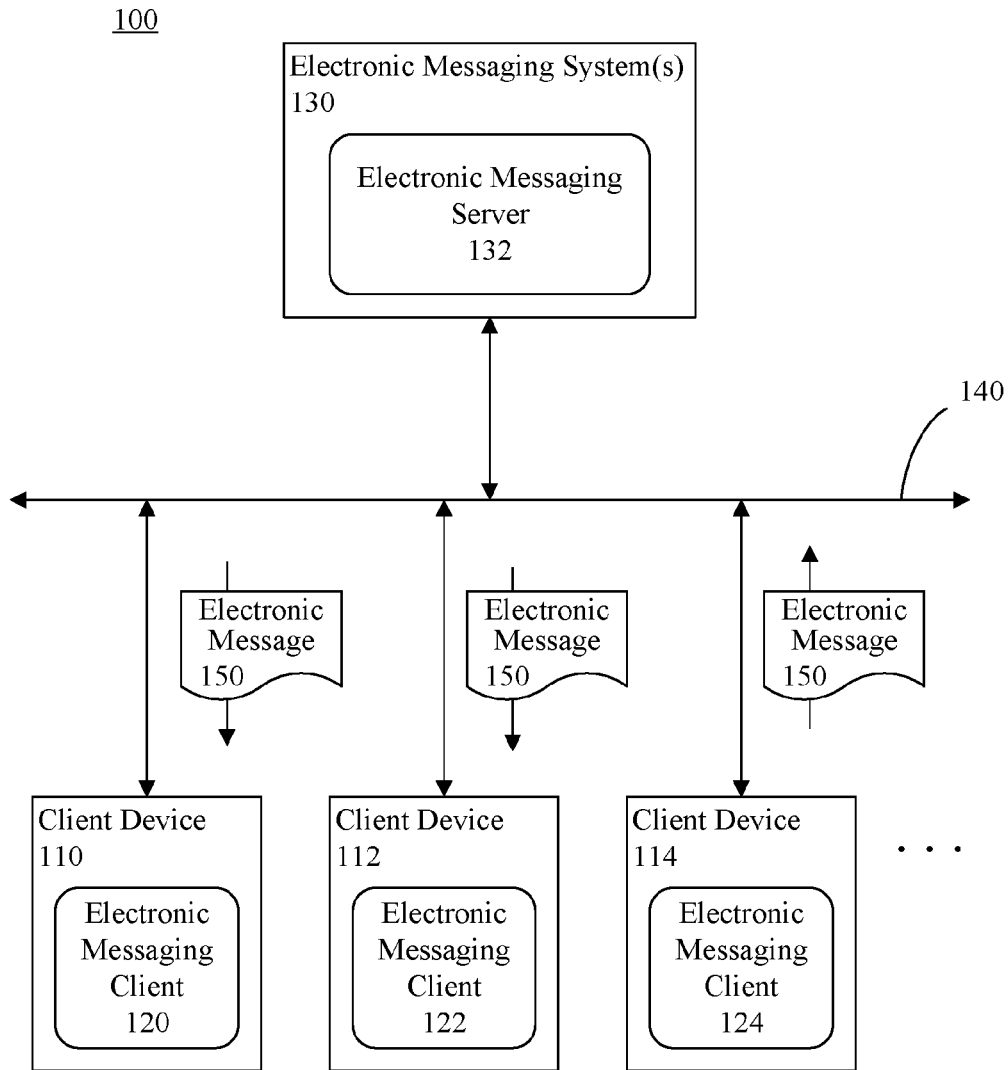 100
Electronic Messaging System(s)
130
Electronic Messaging
Server
132
140
Electronic
Message
150
Electronic
Message
150
Electronic
Message
150
Client Device
110
Electronic
Messaging
Client
120
Client Device
112
Electronic
Messaging
Client
122
Client Device
114
Electronic
Messaging
Client
124
. . .